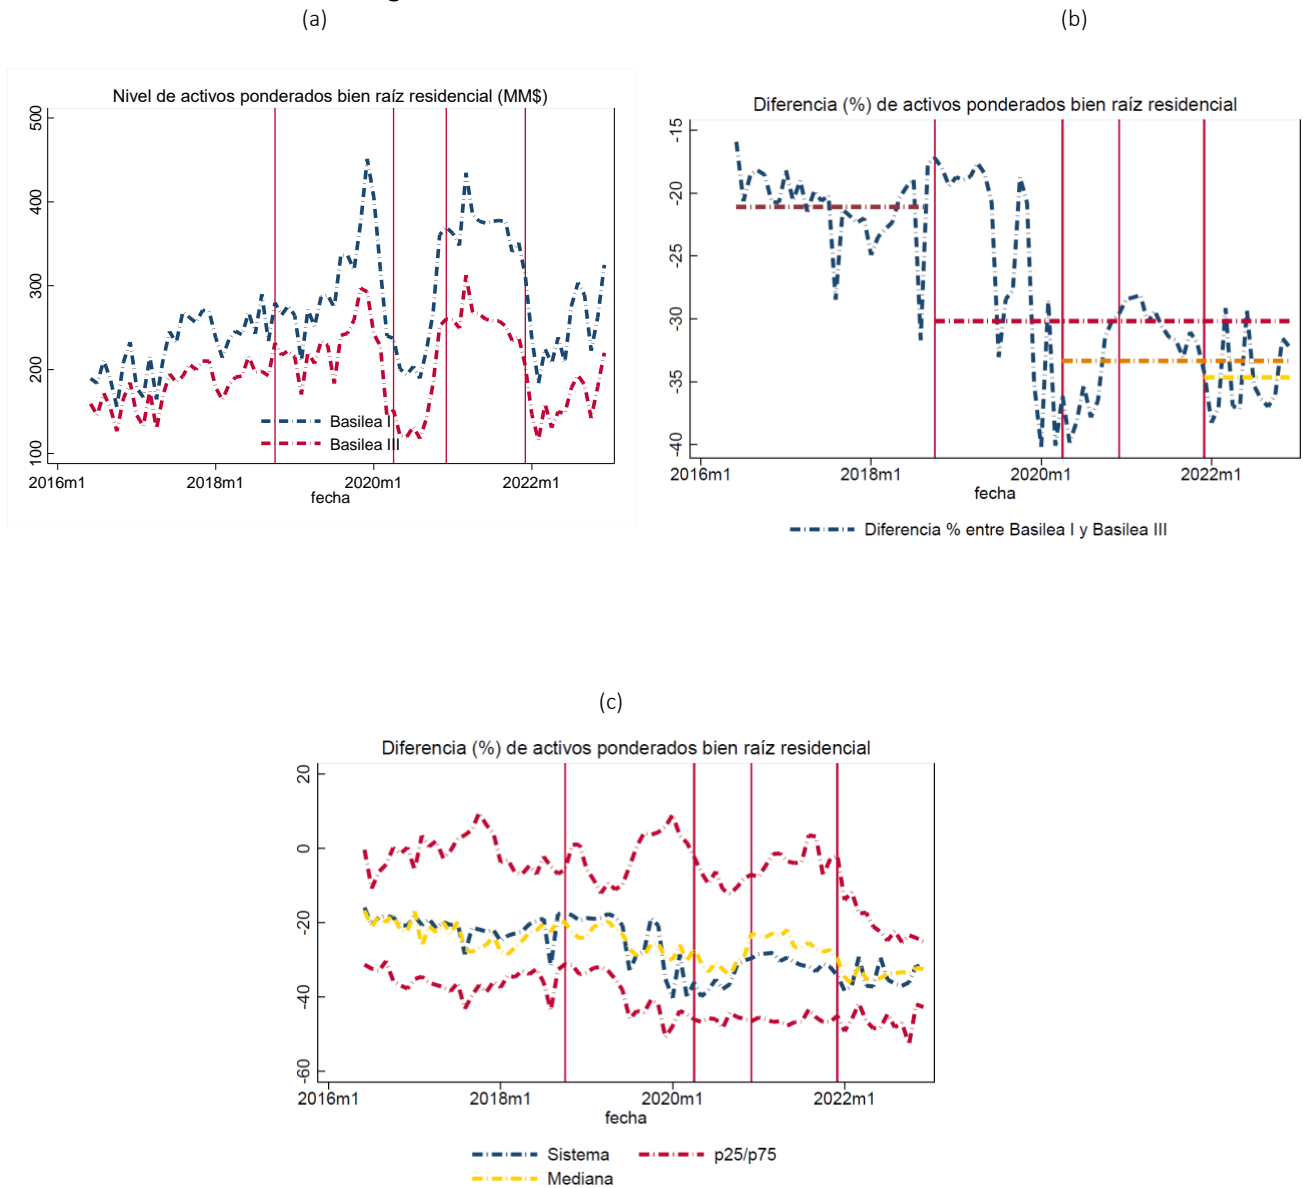 (a)
(b)
Nivel de activos ponderados bien raíz residencial (MM$)
500
400
300
200
100
Basilea I
Basilea III
2016m1
2018m1
2020m1
2022m1
fecha
Diferencia (%) de activos ponderados bien raíz residencial
-15
-20
-25
-30
-35
-40
2016m1
2018m1
2020m1
2022m1
fecha
Diferencia % entre Basilea I y Basilea III
(c)
Diferencia (%) de activos ponderados bien raíz residencial
20
0
-20
-40
-60
2016m1
2018m1
2020m1
2022m1
fecha
Sistema
p25/p75
Mediana